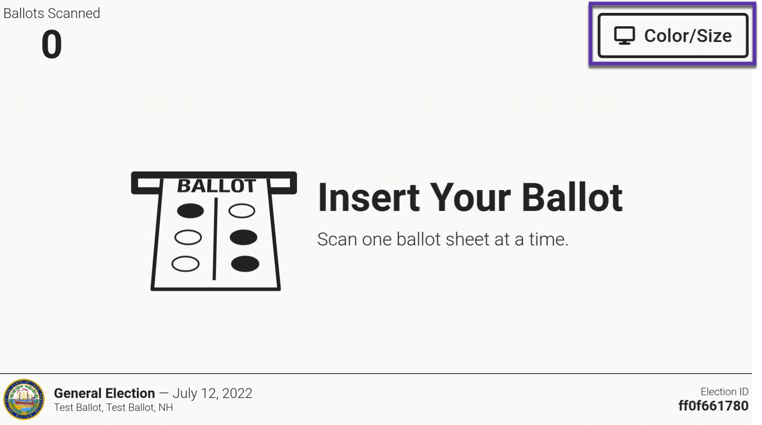 Ballots Scanned
0
Color/Size
BALLOT
Insert Your Ballot
Scan one ballot sheet at a time.
General Election — July 12, 2022
Test Ballot, Test Ballot, NH
Election ID
ff0f661780